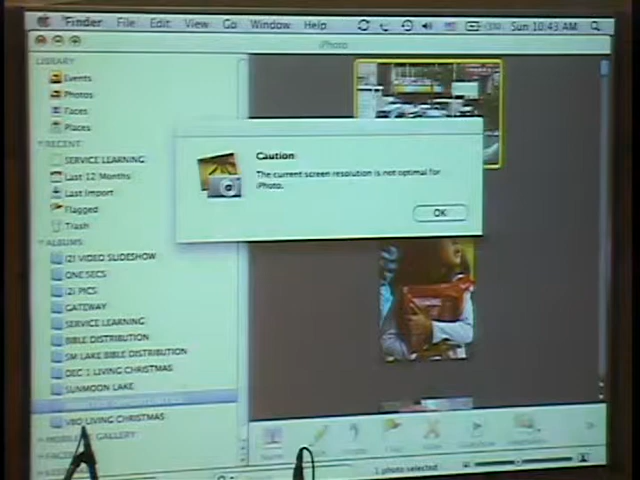 Finder File Edit View Go Window Help Sun 10:43 AM
iPhoto
LIBRARY
Events
Photos
Faces
Places
RECENT
SERVICE LEARNING
Last 12 Months
Last Import
Flagged
Trash
ALBUMS
I2I VIDEO SLIDESHOW
ONE SECS
I2I PICS
GATEWAY
SERVICE LEARNING
BIBLE DISTRIBUTION
SM LAKE BIBLE DISTRIBUTION
DEC 1 LIVING CHRISTMAS
SUNMOON LAKE
VBO LIVING CHRISTMAS
GALLERY
Caution
The current screen resolution is not optimal for
iPhoto.
OK
1 photo selected